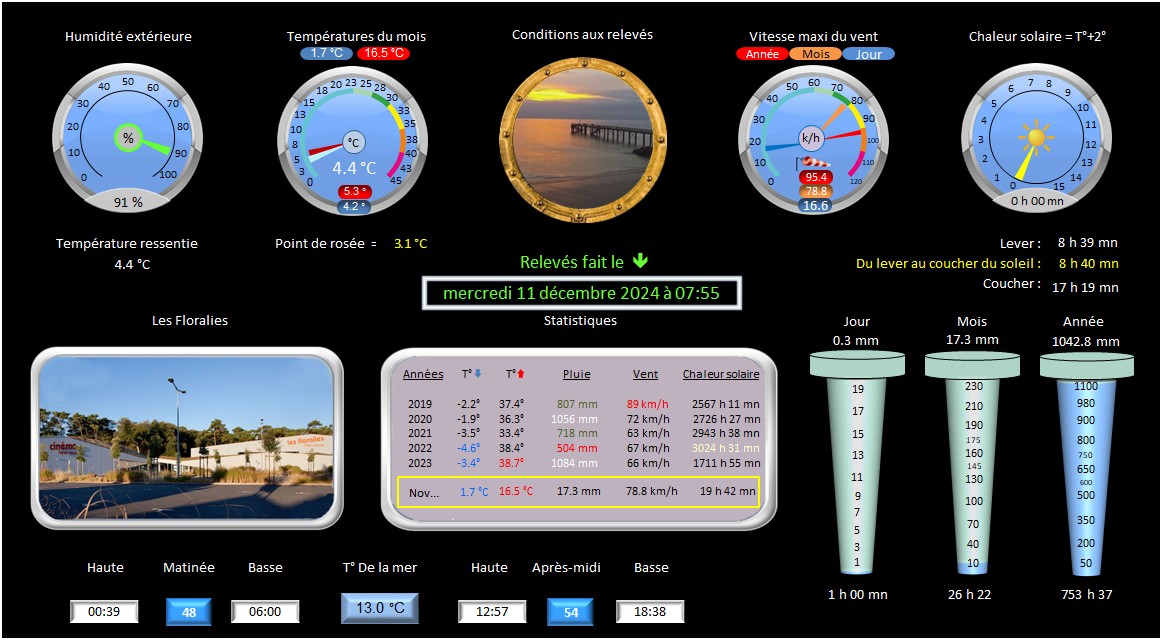 Humidité extérieure
Températures du mois
Conditions aux relevés
Vitesse maxi du vent
Chaleur solaire = T°+2°
1.7 °C 16.5 °C
Année Mois Jour
0 10 20 30 40 50 60 70 80 90 100
%
91 %
0 3 5 8 10 13 15 18 20 23 25 28 30 33 35 38 40 43 45
°C
4.4 °C
5.3 °
4.2 °
0 10 20 30 40 50 60 70 80 90 100 110 120
k/h
95.4
78.8
16.6
0 1 2 3 4 5 6 7 8 9 10 11 12 13 14 15
0 h 00 mn
Température ressentie
4.4 °C
Point de rosée = 3.1 °C
Lever : 8 h 39 mn
Du lever au coucher du soleil : 8 h 40 mn
Coucher : 17 h 19 mn
Relevés fait le
mercredi 11 décembre 2024 à 07:55
Les Floralies
cinéma
les floralies
Statistiques
Années T° T° Pluie Vent Chaleur solaire
2019 -2.2° 37.4° 807 mm 89 km/h 2567 h 11 mn
2020 -1.9° 36.3° 1056 mm 72 km/h 2726 h 27 mn
2021 -3.5° 33.4° 718 mm 63 km/h 2943 h 38 mn
2022 -4.6° 38.4° 504 mm 67 km/h 3024 h 31 mn
2023 -3.4° 38.7° 1084 mm 66 km/h 1711 h 55 mn
Nov... 1.7 °C 16.5 °C 17.3 mm 78.8 km/h 19 h 42 mn
Jour
0.3 mm
19
17
15
13
11
9
7
5
3
1
1 h 00 mn
Mois
17.3 mm
230
210
190
175
160
145
130
100
70
40
10
26 h 22
Année
1042.8 mm
1100
980
900
800
750
650
600
500
350
200
50
753 h 37
Haute Matinée Basse T° De la mer Haute Après-midi Basse
00:39 48 06:00 13.0 °C 12:57 54 18:38